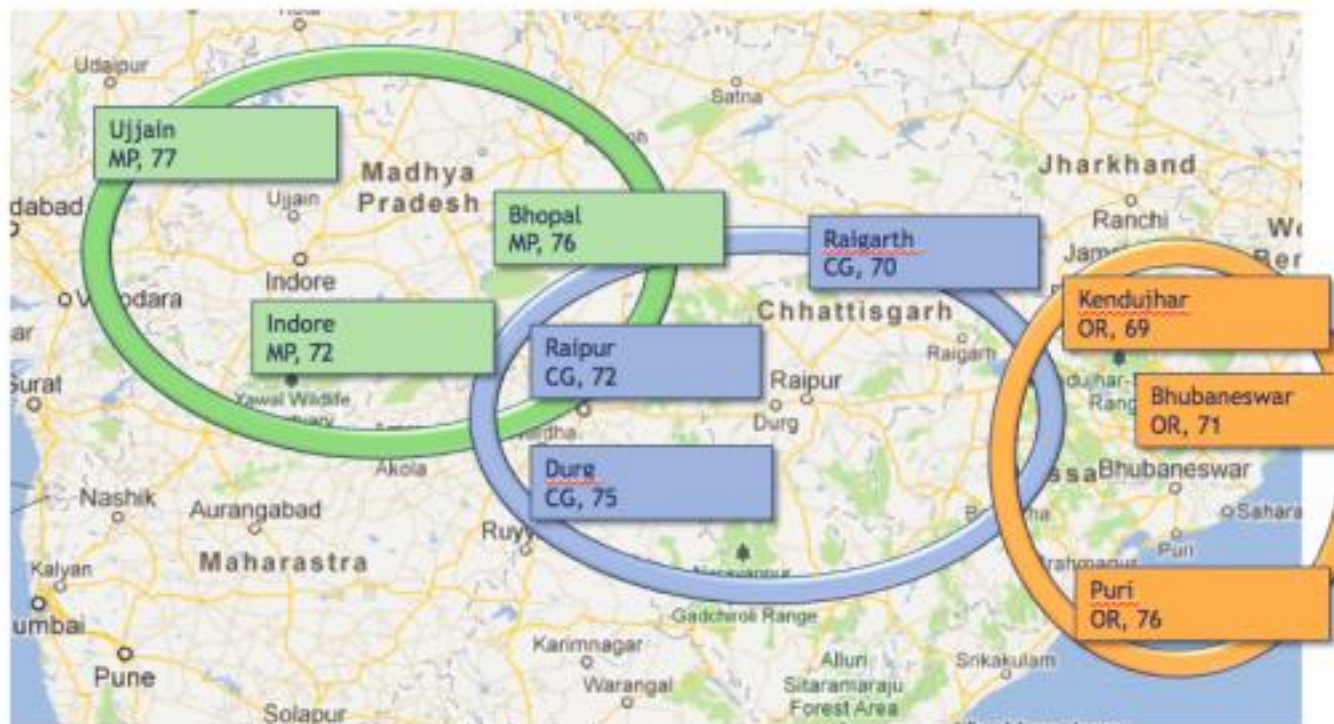 Kota
Udaipur
Satna
Ujjain
MP, 77
Madhya
Pradesh
Jharkhand
Ranchi
Ujjain
dabad
Bhopal
MP, 76
Raigarth
CG, 70
Indore
Kendujhar
OR, 69
Chhattisgarh
Indore
MP, 72
Raipur
CG, 72
Raigarh
Raipur
Durg
Surat
Bhubaneswar
OR, 71
Akola
Durg
CG, 75
Bhubaneswar
Nashik
Aurangabad
Puri
Maharashtra
Kalyan
Puri
OR, 76
Gadchiroli Range
umbai
Karimnagar
Pune
Warangal
Alluri
Sitaramaraju
Forest Area
Srikakulam
Solapur